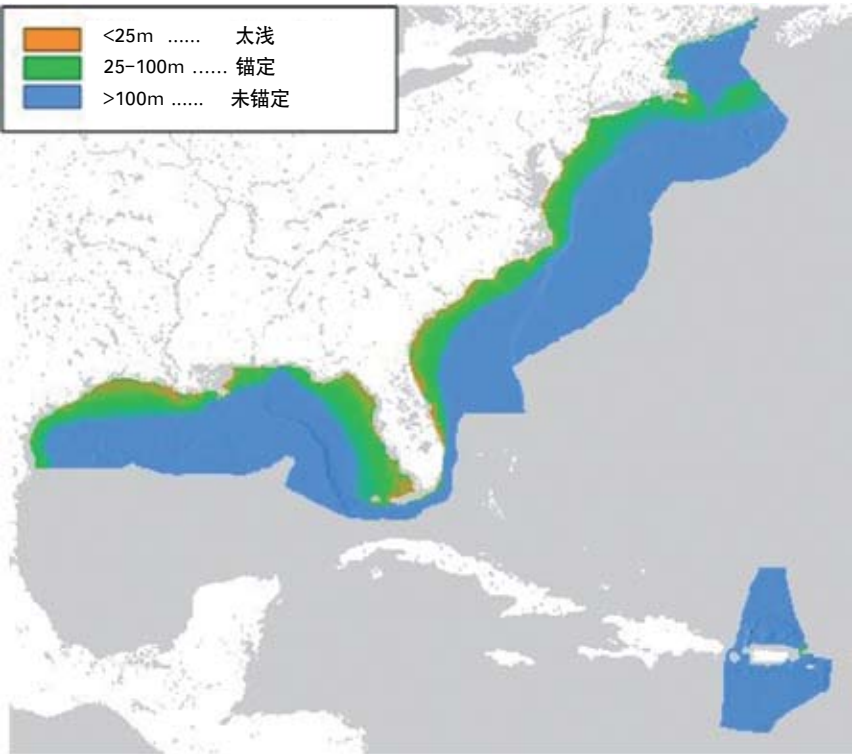 <25m ...... 太浅
25-100m ...... 锚定
>100m ...... 未锚定